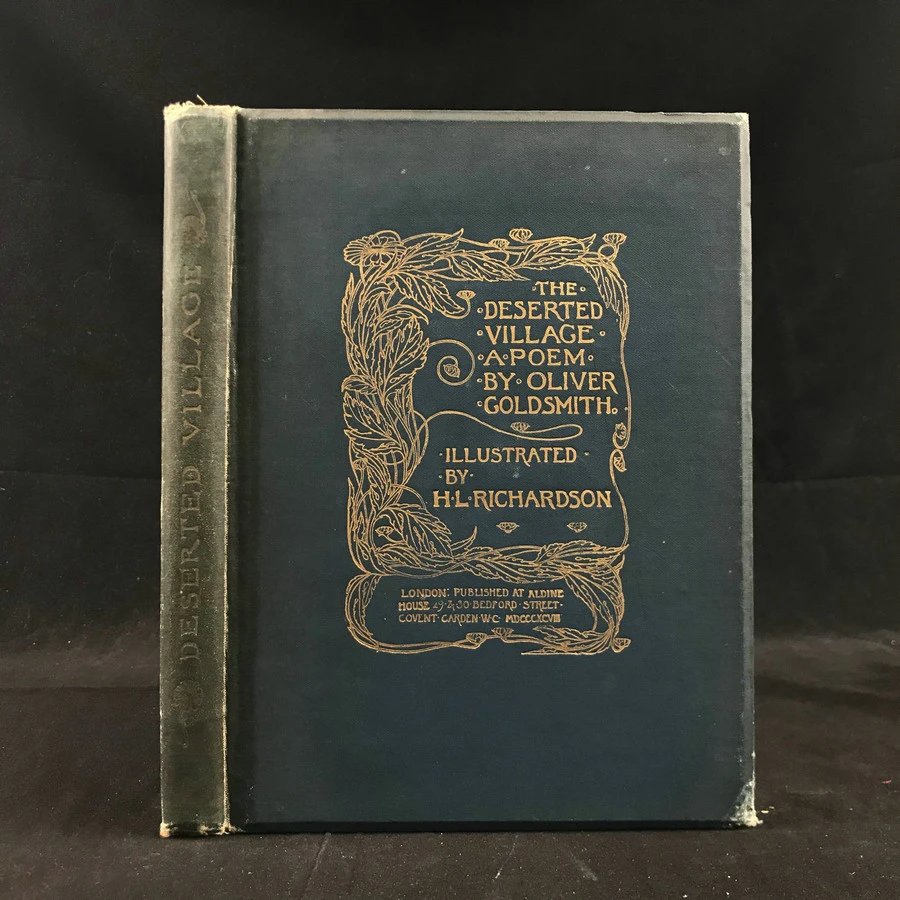 DESERTED VILLAGE
·THE·
·DESERTED
·VILLAGE·
·A·POEM·
·BY·OLIVER
·GOLDSMITH·
·ILLUSTRATED·
·BY·
H·L·RICHARDSON
LONDON: PUBLISHED AT ALDINE
HOUSE 29·&·30·BEDFORD·STREET·
COVENT·GARDEN·W·C· MDCCCXCVIII